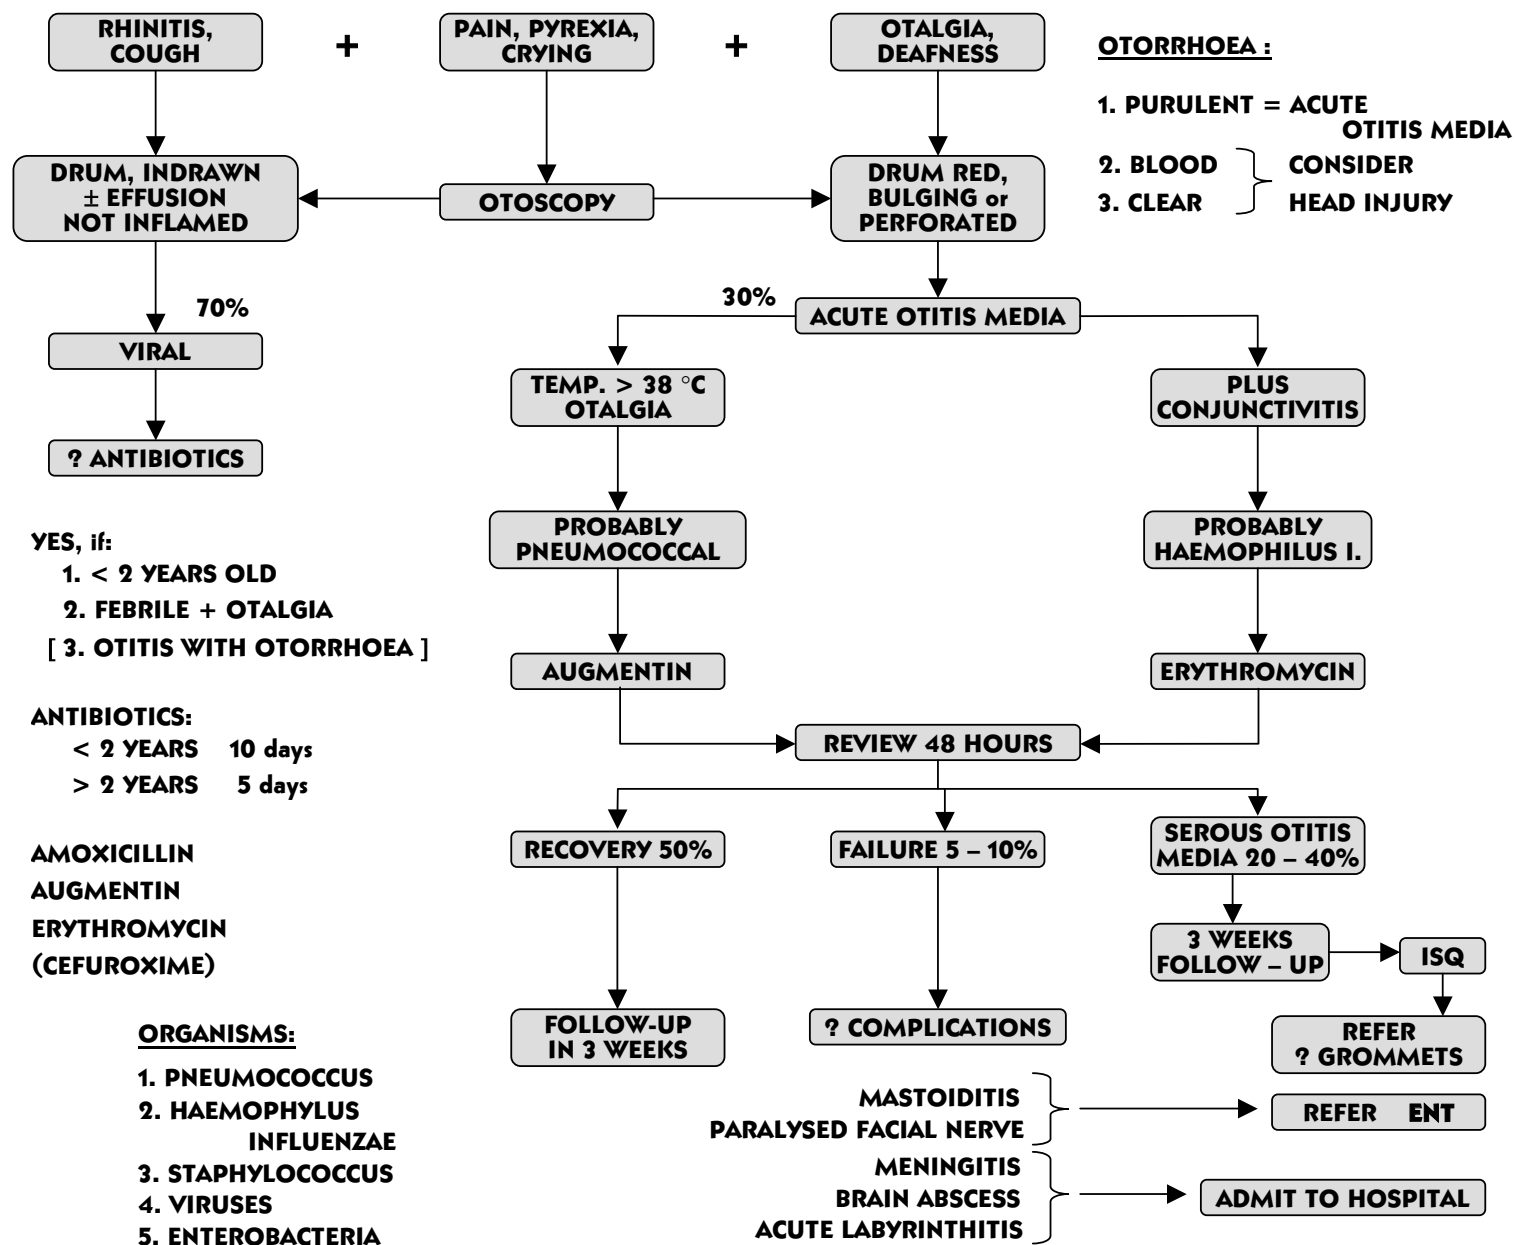 RHINITIS,
COUGH
+
PAIN, PYREXIA,
CRYING
+
OTALGIA,
DEAFNESS
OTORRHOEA :
1. PURULENT = ACUTE
OTITIS MEDIA
2. BLOOD
3. CLEAR
CONSIDER
HEAD INJURY
DRUM, INDRAWN
± EFFUSION
NOT INFLAMED
OTOSCOPY
DRUM RED,
BULGING or
PERFORATED
70%
30%
ACUTE OTITIS MEDIA
VIRAL
TEMP. > 38 °C
OTALGIA
PLUS
CONJUNCTIVITIS
? ANTIBIOTICS
PROBABLY
PNEUMOCOCCAL
PROBABLY
HAEMOPHILUS I.
YES, if:
1. < 2 YEARS OLD
2. FEBRILE + OTALGIA
[ 3. OTITIS WITH OTORRHOEA ]
AUGMENTIN
ERYTHROMYCIN
ANTIBIOTICS:
< 2 YEARS 10 days
> 2 YEARS 5 days
REVIEW 48 HOURS
AMOXICILLIN
AUGMENTIN
ERYTHROMYCIN
(CEFUROXIME)
RECOVERY 50%
FAILURE 5 – 10%
SEROUS OTITIS
MEDIA 20 – 40%
3 WEEKS
FOLLOW – UP
ISQ
FOLLOW-UP
IN 3 WEEKS
? COMPLICATIONS
REFER
? GROMMETS
ORGANISMS:
1. PNEUMOCOCCUS
2. HAEMOPHYLUS
INFLUENZAE
3. STAPHYLOCOCCUS
4. VIRUSES
5. ENTEROBACTERIA
MASTOIDITIS
PARALYSED FACIAL NERVE
REFER ENT
MENINGITIS
BRAIN ABSCESS
ACUTE LABYRINTHITIS
ADMIT TO HOSPITAL